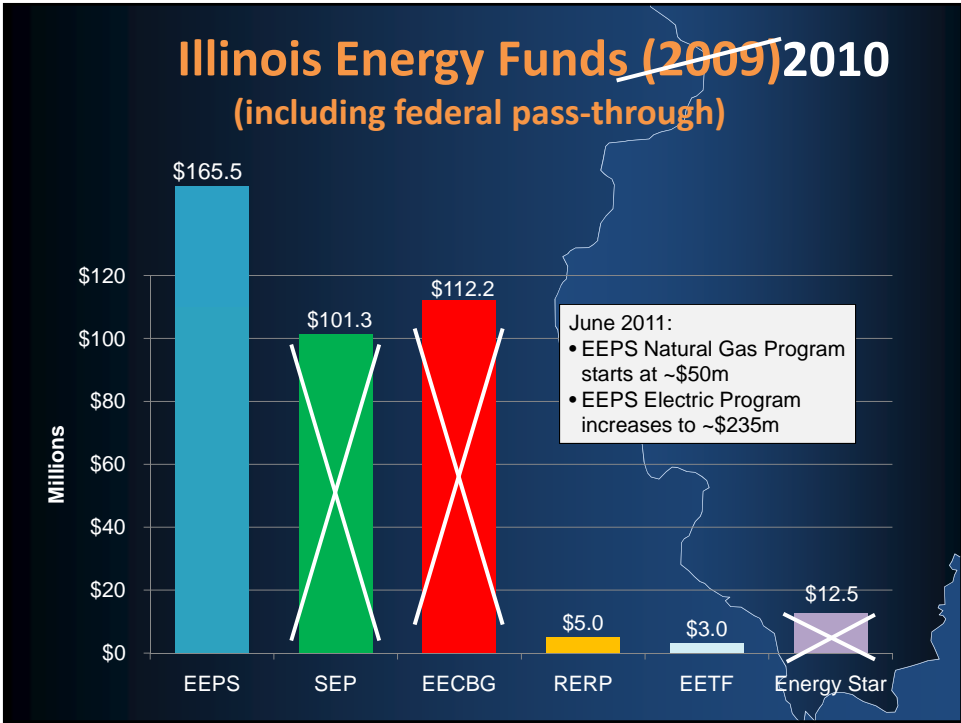 Illinois Energy Funds (2009)2010
(including federal pass-through)
$165.5
$120
$112.2
$101.3
$100
$80
$60
$40
$20
$0
Millions
June 2011:
• EEPS Natural Gas Program
starts at ~$50m
• EEPS Electric Program
increases to ~$235m
$5.0
$3.0
$12.5
EEPS SEP EECBG RERP EETF Energy Star